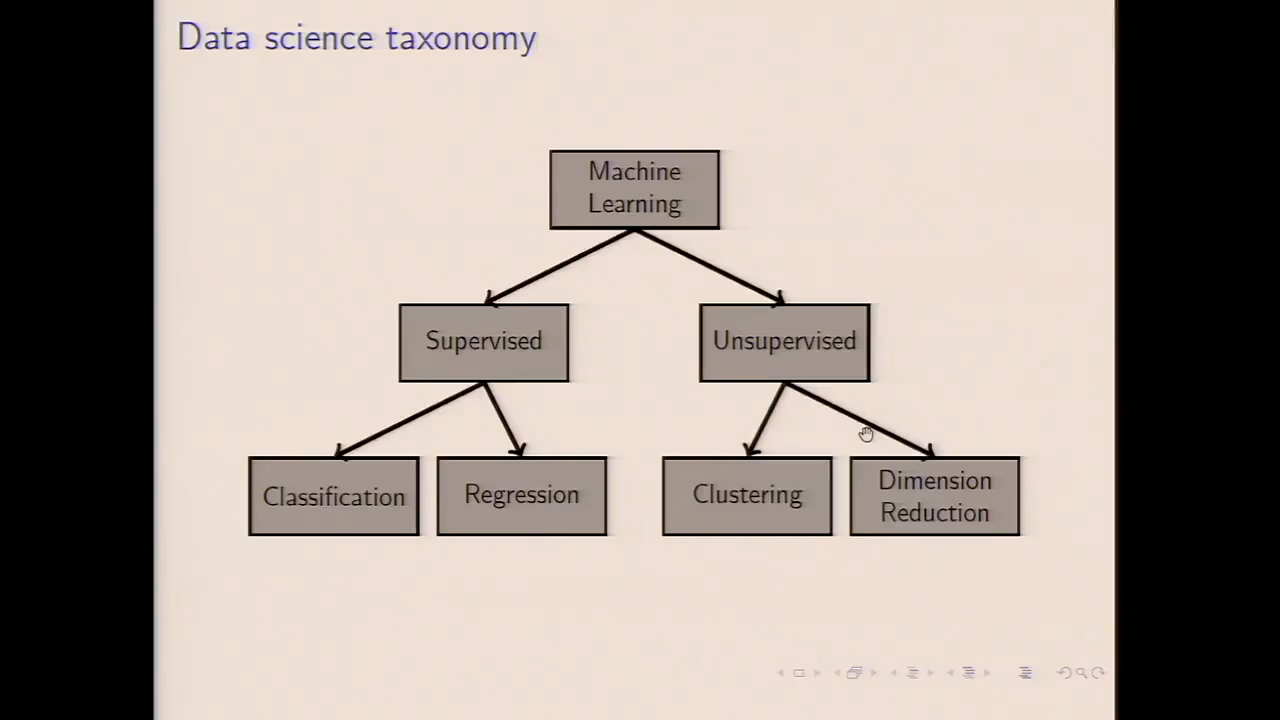 Data science taxonomy
Machine
Learning
Supervised
Unsupervised
Classification
Regression
Clustering
Dimension
Reduction